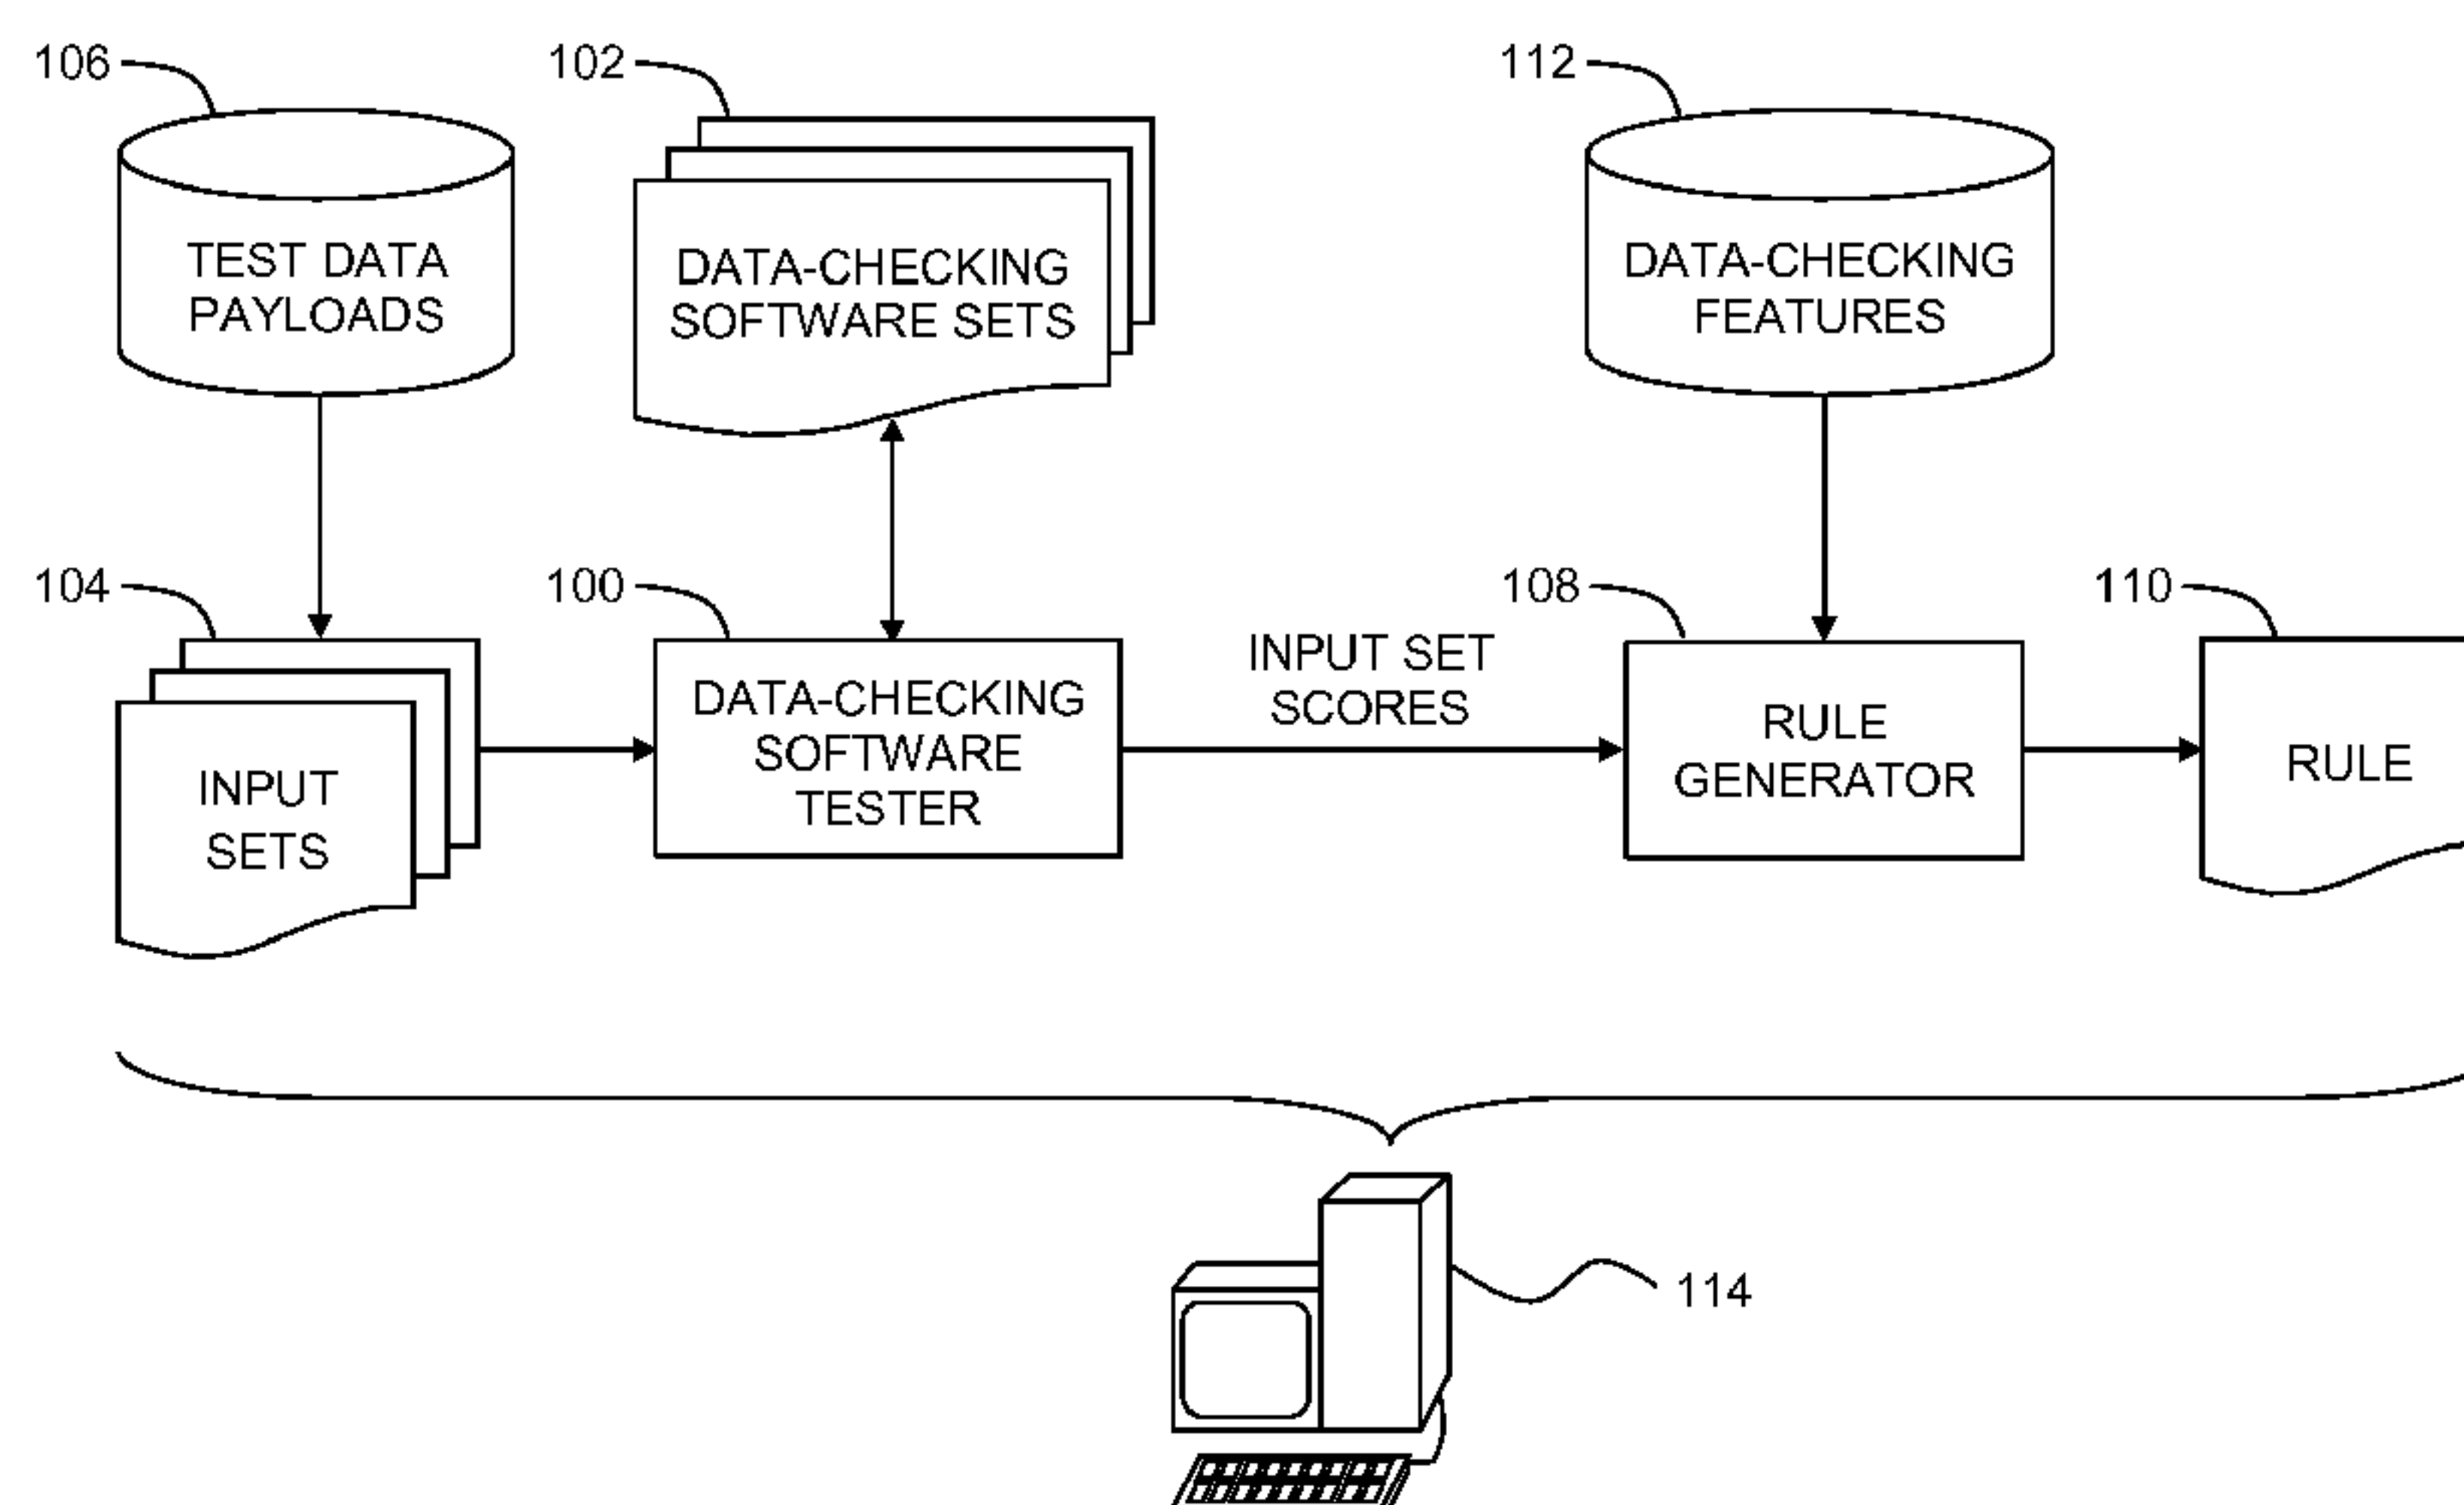 106
102
112
TEST DATA
PAYLOADS
DATA-CHECKING
SOFTWARE SETS
DATA-CHECKING
FEATURES
104
100
108
110
INPUT
SETS
DATA-CHECKING
SOFTWARE
TESTER
INPUT SET
SCORES
RULE
GENERATOR
RULE
114